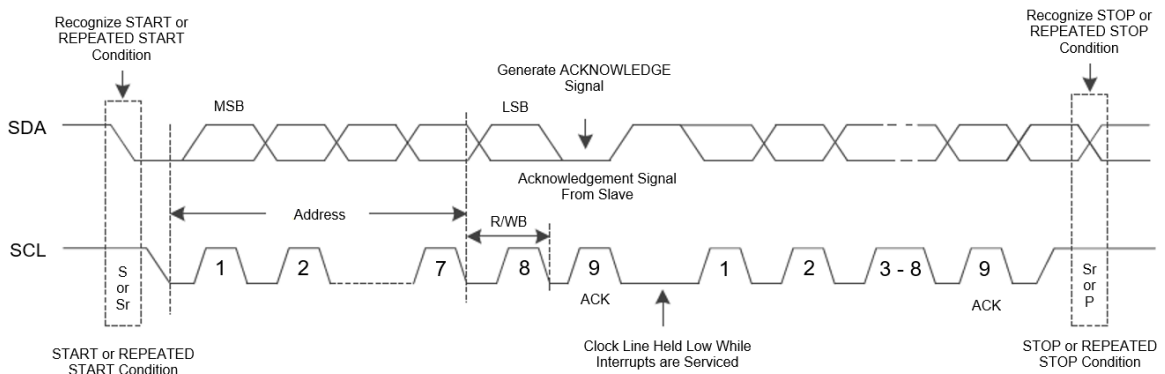 Recognize START or
REPEATED START
Condition
Recognize STOP or
REPEATED STOP
Condition
Generate ACKNOWLEDGE
Signal
MSB
LSB
SDA
Acknowledgement Signal
From Slave
Address
R/WB
SCL
S
or
Sr
1
2
7
8
9
1
2
3 - 8
9
Sr
or
P
ACK
ACK
START or REPEATED
START Condition
Clock Line Held Low While
Interrupts are Serviced
STOP or REPEATED
STOP Condition